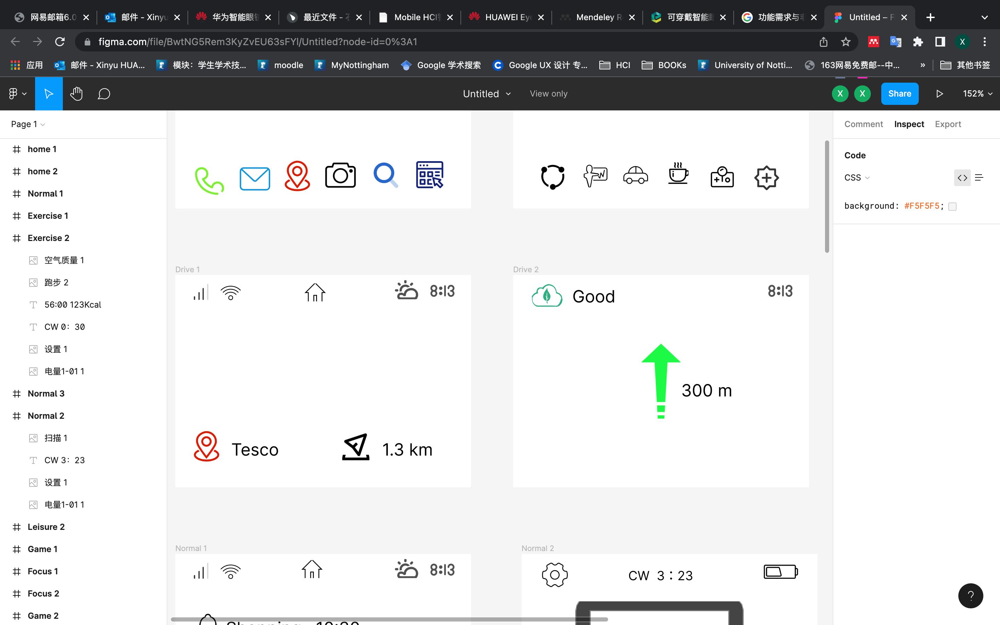 网易邮箱6.0
邮件 - Xinyu
华为智能眼镜
最近文件 -
Mobile HCI
HUAWEI Eye
Mendeley R
可穿戴智能眼
功能需求与非
Untitled – F
figma.com/file/BwtNG5Rem3KyZvEU63sFYl/Untitled?node-id=0%3A1
X
应用
邮件 - Xinyu HUA...
模块：学生学术技...
moodle
MyNottingham
Google 学术搜索
Google UX 设计 专...
HCI
BOOKs
University of Notti...
163网易免费邮--中...
»
其他书签
Untitled
View only
X
X
Share
152%
Page 1
home 1
home 2
Normal 1
Exercise 1
Exercise 2
空气质量 1
跑步 2
56:00 123Kcal
CW 0：30
设置 1
电量1-01 1
Normal 3
Normal 2
扫描 1
CW 3：23
设置 1
电量1-01 1
Leisure 2
Game 1
Focus 1
Focus 2
Game 2
Drive 1
8:13
Tesco
1.3 km
Drive 2
Good
8:13
300 m
Normal 1
8:13
Shopping 10:30
Normal 2
CW 3：23
Comment
Inspect
Export
Code
CSS
background: #F5F5F5;
?